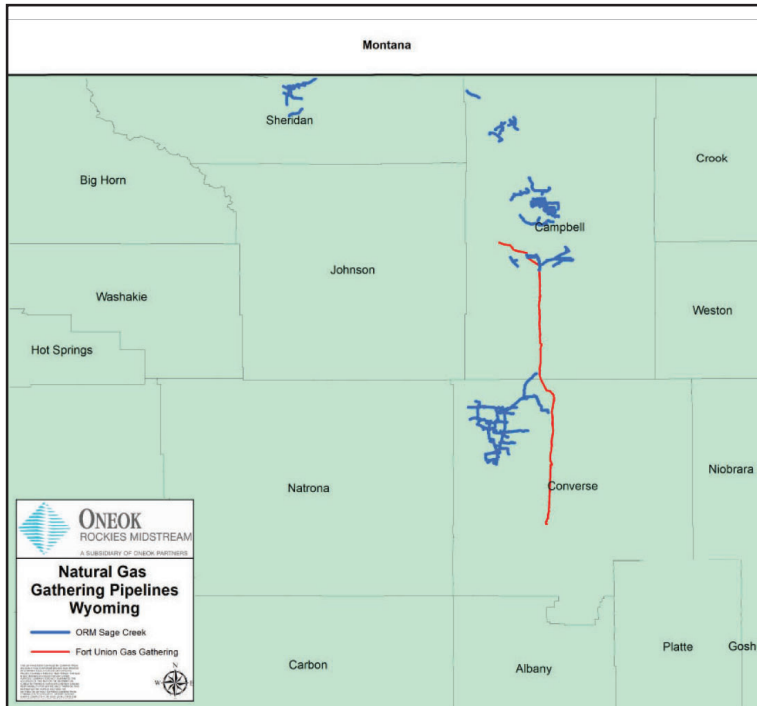 Montana
Sheridan
Crook
Big Horn
Campbell
Johnson
Washakie
Weston
Hot Springs
Natrona
Converse
Niobrara
ONEOK
ROCKIES MIDSTREAM
A SUBSIDIARY OF ONEOK PARTNERS
Natural Gas
Gathering Pipelines
Wyoming
ORM Sage Creek
Fort Union Gas Gathering
N
W E
Carbon
Albany
Platte
Gosh